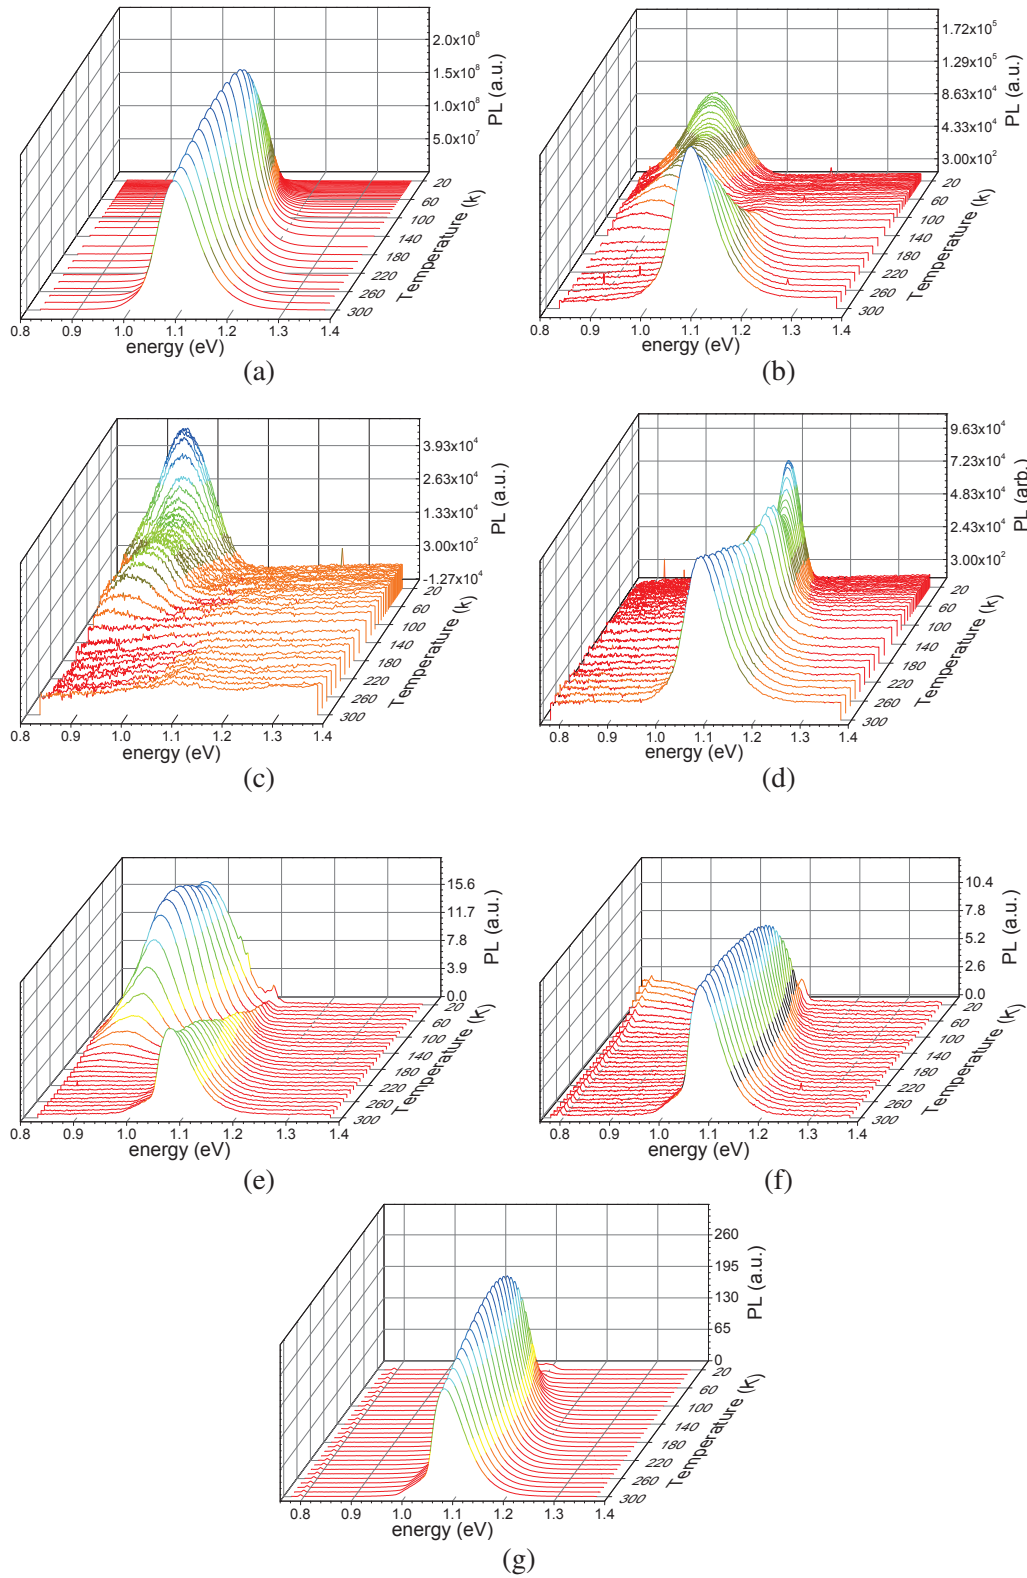 2.0x10⁸
1.5x10⁸
1.0x10⁸
5.0x10⁷
PL (a.u.)
20
60
100
140
180
220
260
300
Temperature (k)
0.8 0.9 1.0 1.1 1.2 1.3 1.4
energy (eV)
(a)
1.72x10⁵
1.29x10⁵
8.63x10⁴
4.33x10⁴
3.00x10²
PL (a.u.)
20
60
100
140
180
220
260
300
Temperature (k)
0.8 0.9 1.0 1.1 1.2 1.3 1.4
energy (eV)
(b)
3.93x10⁴
2.63x10⁴
1.33x10⁴
3.00x10²
-1.27x10⁴
PL (a.u.)
20
60
100
140
180
220
260
300
Temperature (k)
0.8 0.9 1.0 1.1 1.2 1.3 1.4
energy (eV)
(c)
9.63x10⁴
7.23x10⁴
4.83x10⁴
2.43x10⁴
3.00x10²
PL (arb.)
20
60
100
140
180
220
260
300
Temperature (k)
0.8 0.9 1.0 1.1 1.2 1.3 1.4
energy (eV)
(d)
15.6
11.7
7.8
3.9
0.0
PL (a.u.)
20
60
100
140
180
220
260
300
Temperature (K)
0.8 0.9 1.0 1.1 1.2 1.3 1.4
energy (eV)
(e)
10.4
7.8
5.2
2.6
0.0
PL (a.u.)
20
60
100
140
180
220
260
300
Temperature (K)
0.8 0.9 1.0 1.1 1.2 1.3 1.4
energy (eV)
(f)
260
195
130
65
0
PL (a.u.)
20
60
100
140
180
220
260
300
Temperature (K)
0.8 0.9 1.0 1.1 1.2 1.3 1.4
energy (eV)
(g)